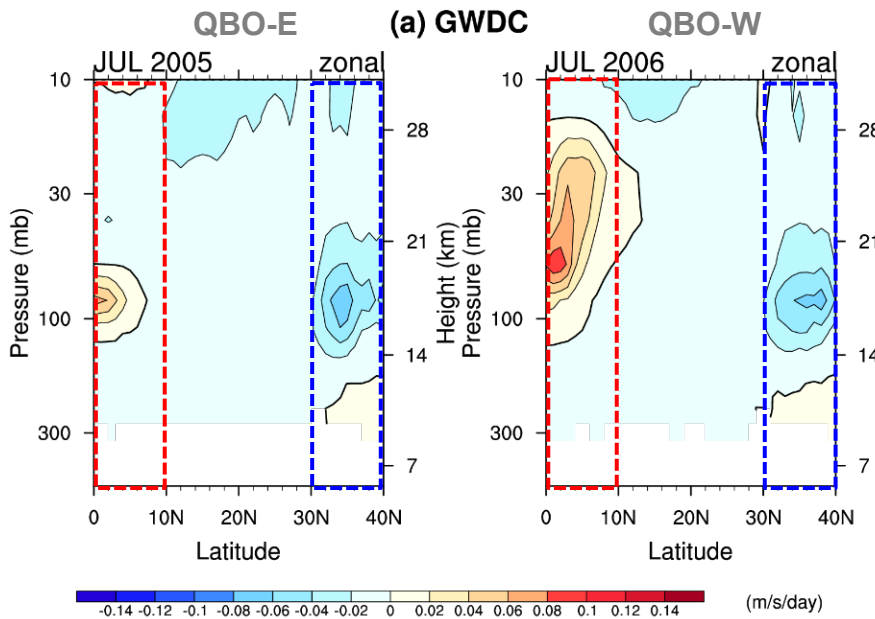 QBO-E (a) GWDC QBO-W
JUL 2005 zonal
JUL 2006 zonal
10
30
100
300
Pressure (mb)
28
21
14
7
Height (km)
0 10N 20N 30N 40N
Latitude
10
30
100
300
Pressure (mb)
28
21
14
7
0 10N 20N 30N 40N
Latitude
-0.14 -0.12 -0.1 -0.08 -0.06 -0.04 -0.02 0 0.02 0.04 0.06 0.08 0.1 0.12 0.14
(m/s/day)